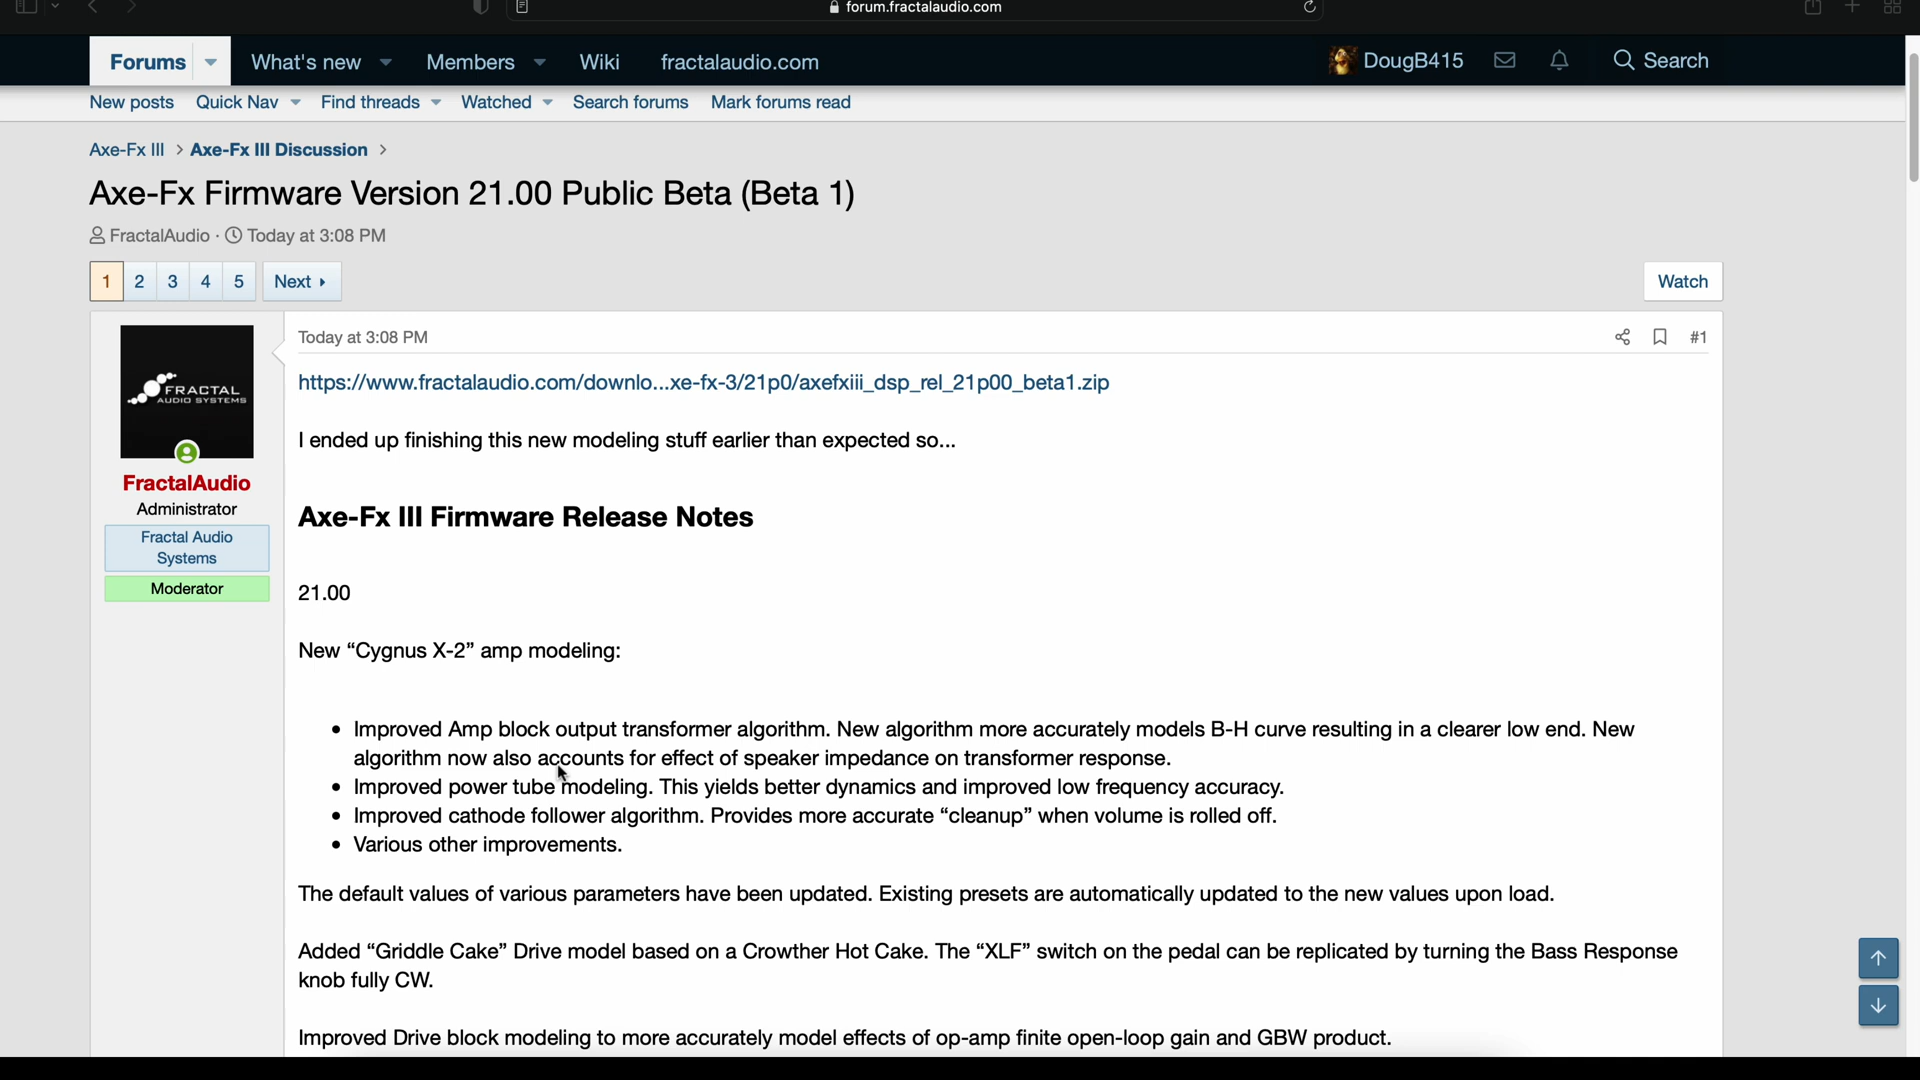 forum.fractalaudio.com
Forums What's new Members Wiki fractalaudio.com DougB415 Search
New posts Quick Nav Find threads Watched Search forums Mark forums read
Axe-Fx III > Axe-Fx III Discussion >
Axe-Fx Firmware Version 21.00 Public Beta (Beta 1)
FractalAudio · Today at 3:08 PM
1 2 3 4 5 Next Watch
Today at 3:08 PM #1
FRACTAL
AUDIO SYSTEMS
FractalAudio
Administrator
Fractal Audio
Systems
Moderator
https://www.fractalaudio.com/downlo...xe-fx-3/21p0/axefxiii_dsp_rel_21p00_beta1.zip
I ended up finishing this new modeling stuff earlier than expected so...
Axe-Fx III Firmware Release Notes
21.00
New “Cygnus X-2” amp modeling:
• Improved Amp block output transformer algorithm. New algorithm more accurately models B-H curve resulting in a clearer low end. New
algorithm now also accounts for effect of speaker impedance on transformer response.
• Improved power tube modeling. This yields better dynamics and improved low frequency accuracy.
• Improved cathode follower algorithm. Provides more accurate “cleanup” when volume is rolled off.
• Various other improvements.
The default values of various parameters have been updated. Existing presets are automatically updated to the new values upon load.
Added “Griddle Cake” Drive model based on a Crowther Hot Cake. The “XLF” switch on the pedal can be replicated by turning the Bass Response
knob fully CW.
Improved Drive block modeling to more accurately model effects of op-amp finite open-loop gain and GBW product.